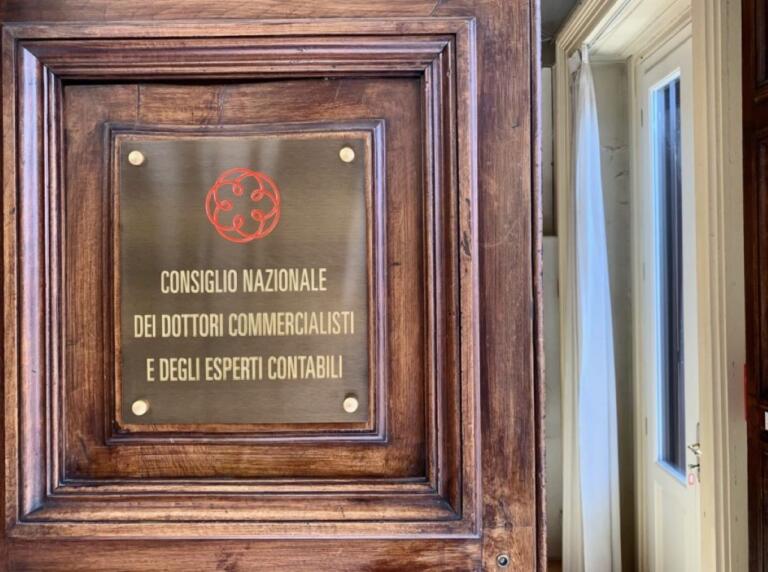 CONSIGLIO NAZIONALE
DEI DOTTORI COMMERCIALISTI
E DEGLI ESPERTI CONTABILI